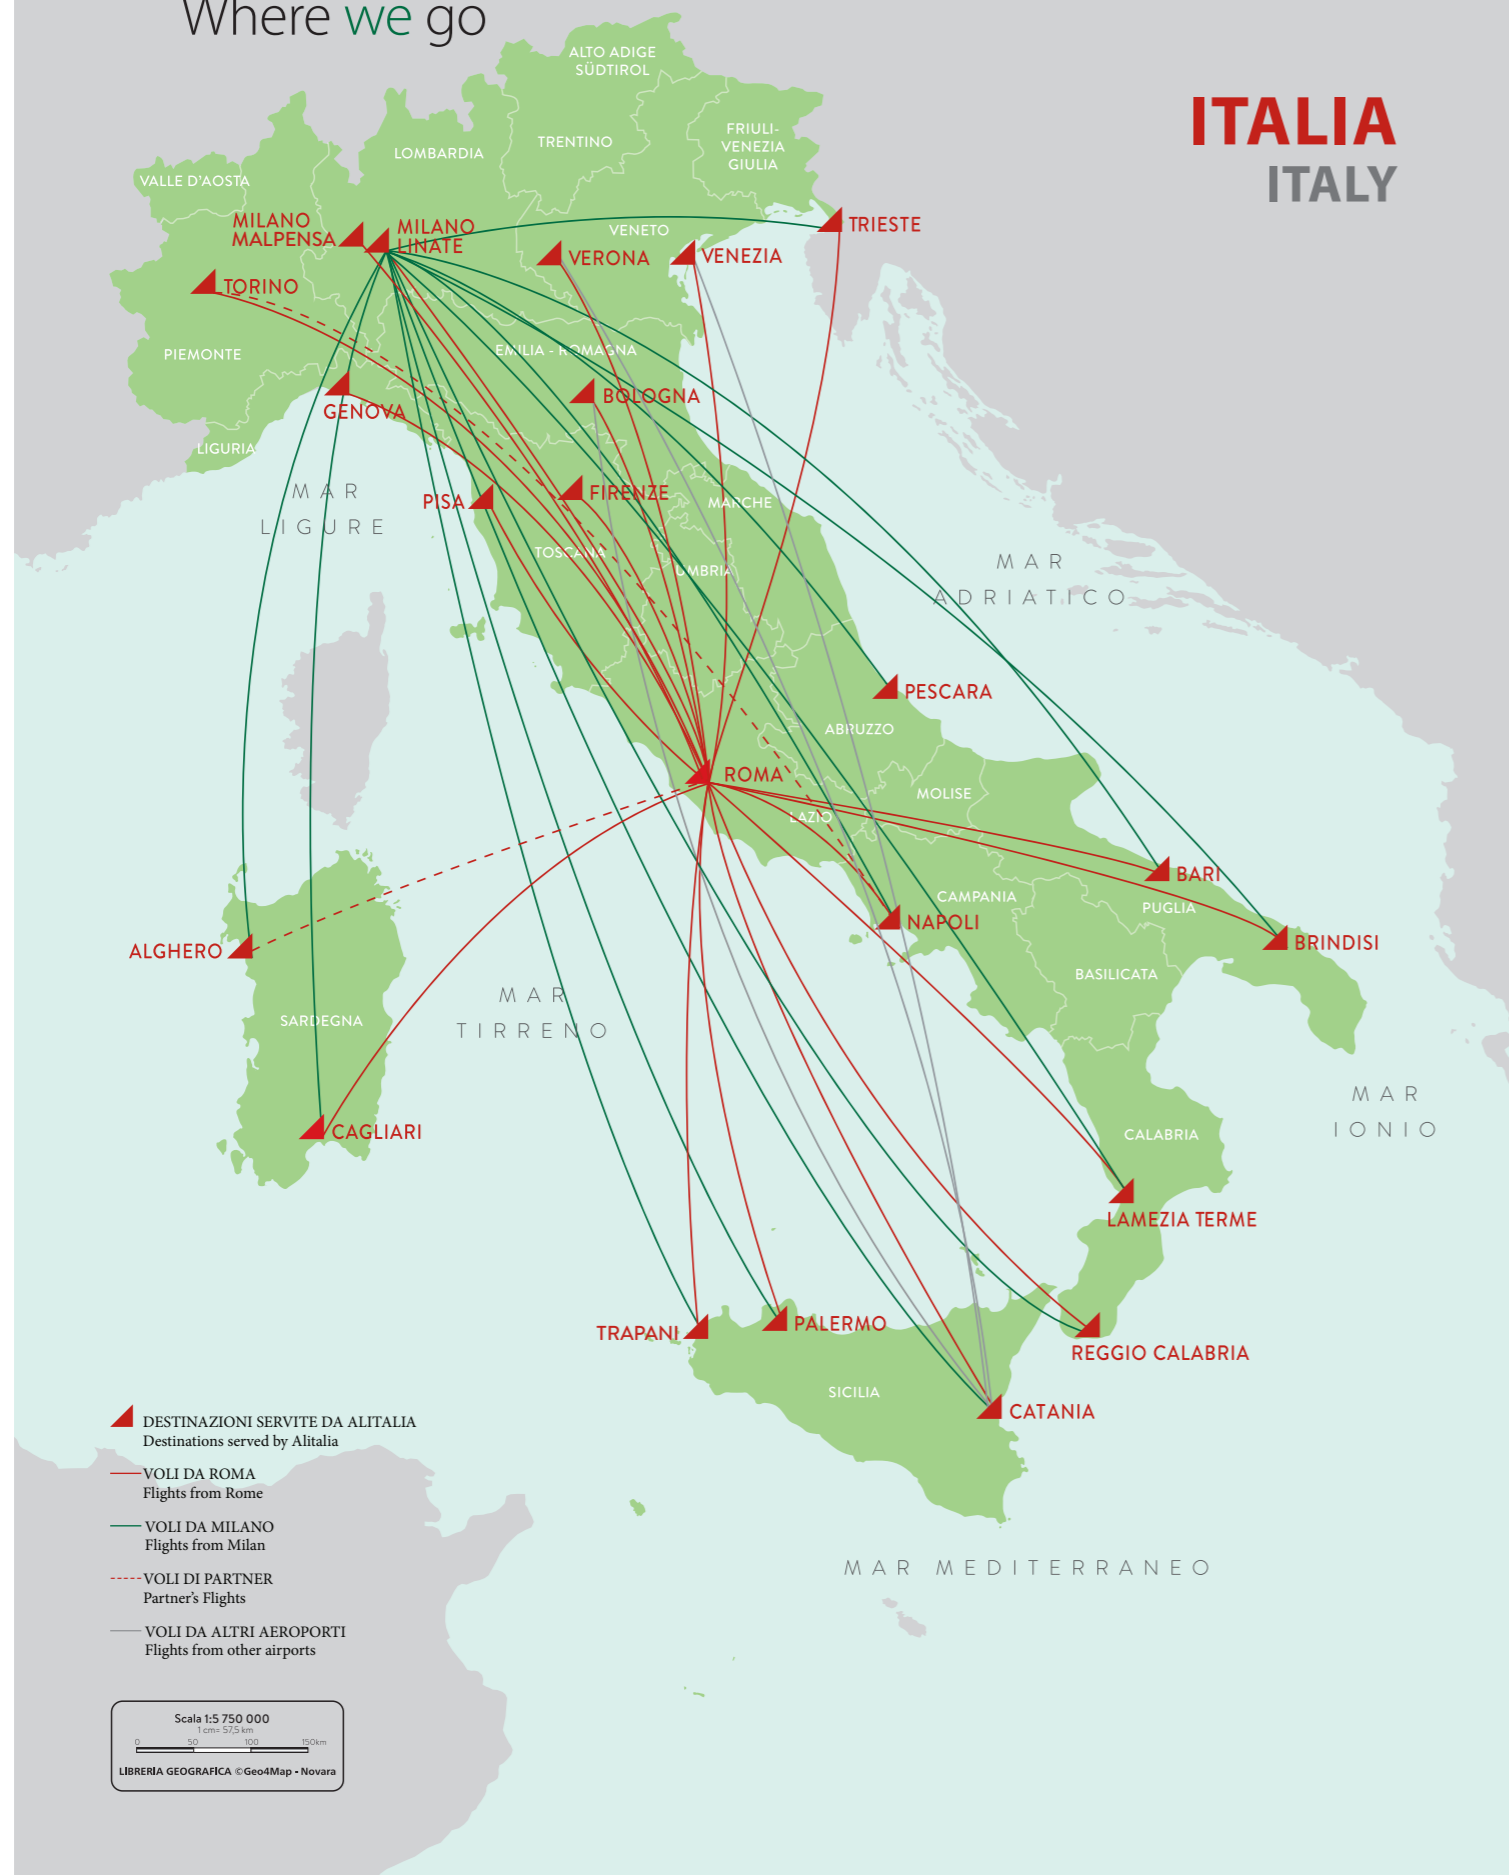 Where we go
ITALIA
ITALY
ALTO ADIGE
SÜDTIROL
TRENTINO
FRIULI-
VENEZIA
GIULIA
LOMBARDIA
VALLE D'AOSTA
MILANO
MALPENSA
MILANO
LINATE
VENETO
TRIESTE
VERONA
VENEZIA
TORINO
PIEMONTE
EMILIA - ROMAGNA
BOLOGNA
GENOVA
LIGURIA
MAR
LIGURE
PISA
FIRENZE
MARCHE
TOSCANA
UMBRIA
MAR
ADRIATICO
PESCARA
ABRUZZO
ROMA
MOLISE
LAZIO
BARI
CAMPANIA
PUGLIA
NAPOLI
BRINDISI
ALGHERO
BASILICATA
MAR
TIRRENO
SARDEGNA
MAR
IONIO
CAGLIARI
CALABRIA
LAMEZIA TERME
TRAPANI
PALERMO
REGGIO CALABRIA
SICILIA
CATANIA
DESTINAZIONI SERVITE DA ALITALIA
Destinations served by Alitalia
VOLI DA ROMA
Flights from Rome
VOLI DA MILANO
Flights from Milan
VOLI DI PARTNER
Partner's Flights
VOLI DA ALTRI AEROPORTI
Flights from other airports
MAR MEDITERRANEO
Scala 1:5 750 000
1 cm= 57,5 km
0 50 100 150km
LIBRERIA GEOGRAFICA ©Geo4Map - Novara